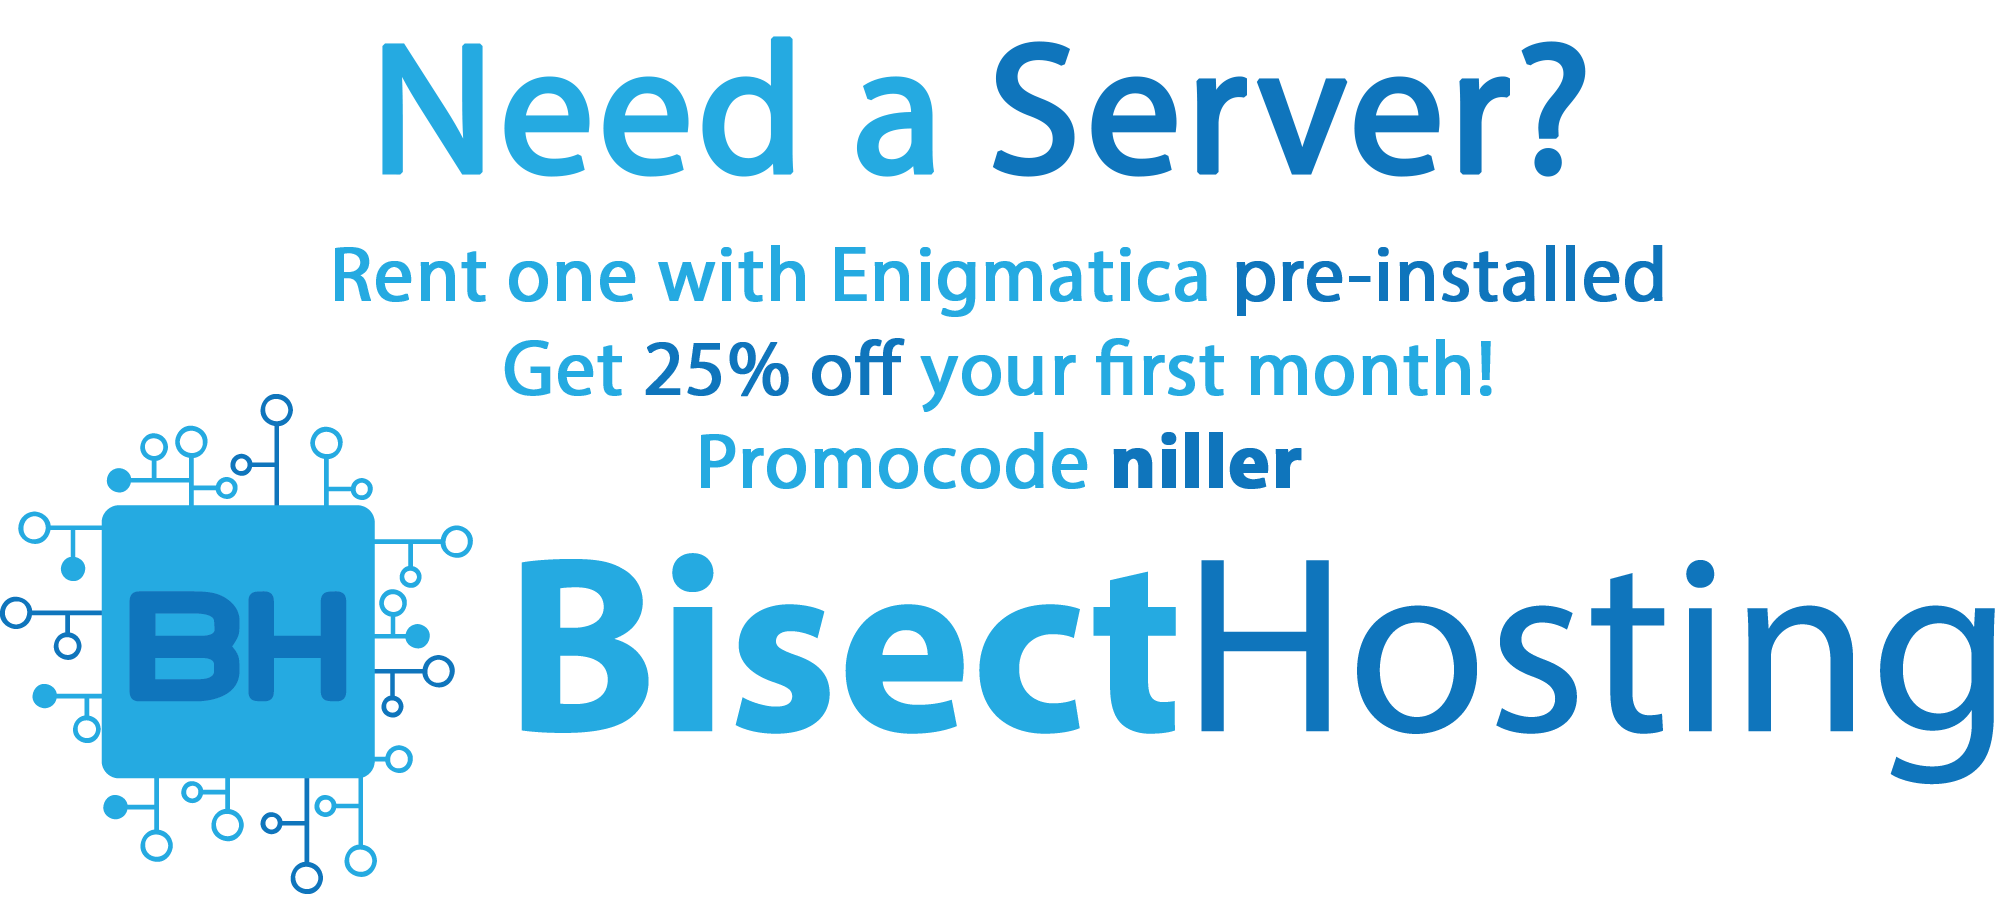 Need a Server?
Rent one with Enigmatica pre-installed
Get 25% off your first month!
Promocode niller
BH
BisectHosting